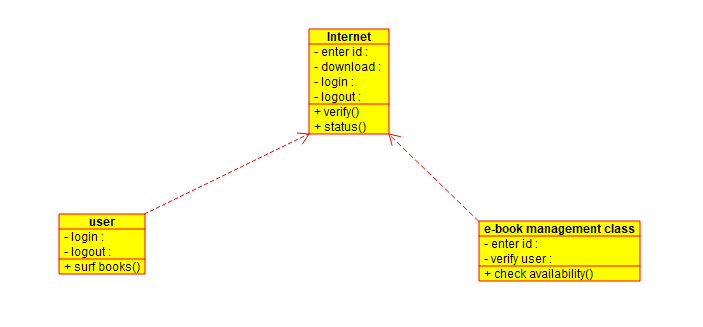 Internet
- enter id :
- download :
- login :
- logout :
+ verify()
+ status()
user
- login :
- logout :
+ surf books()
e-book management class
- enter id :
- verify user :
+ check availability()